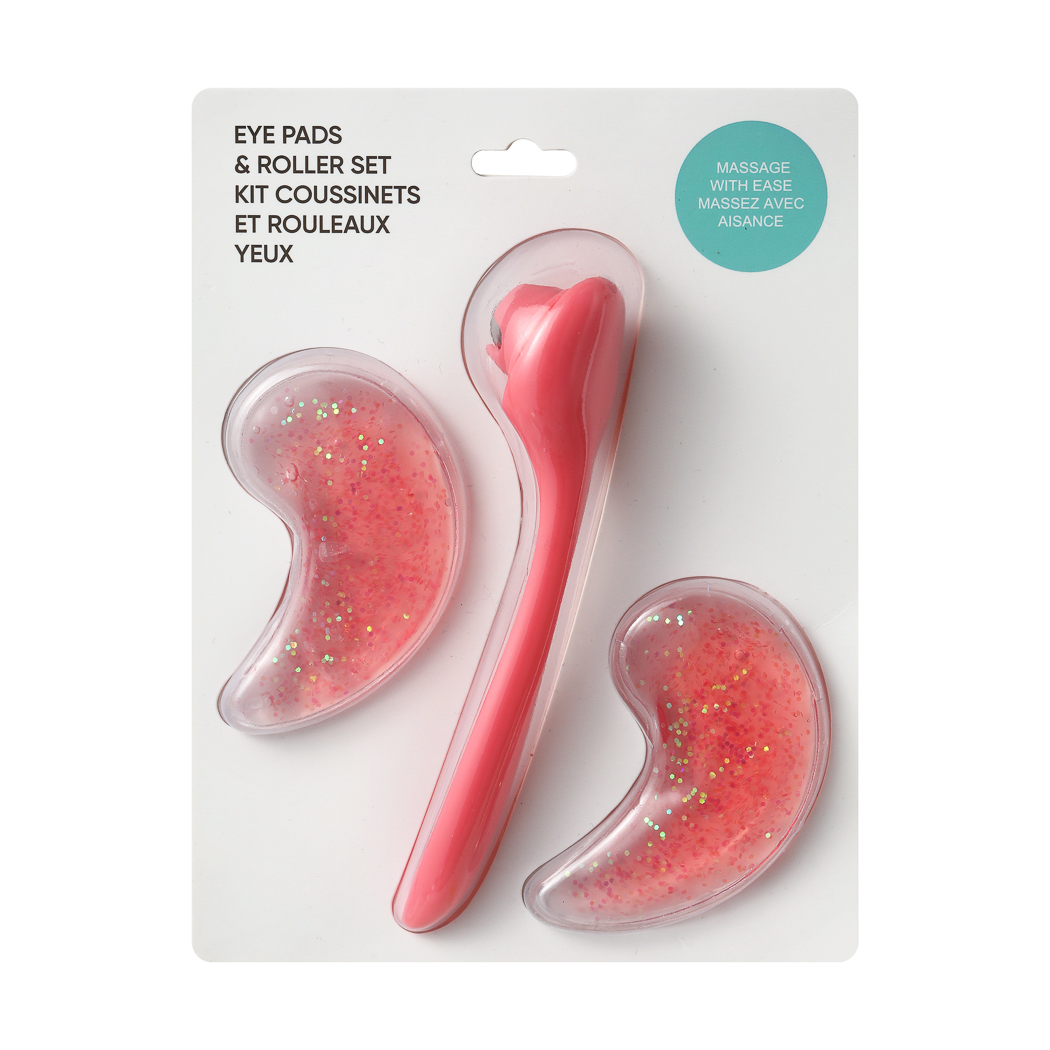 EYE PADS
& ROLLER SET
KIT COUSSINETS
ET ROULEAUX
YEUX
MASSAGE
WITH EASE
MASSEZ AVEC
AISANCE